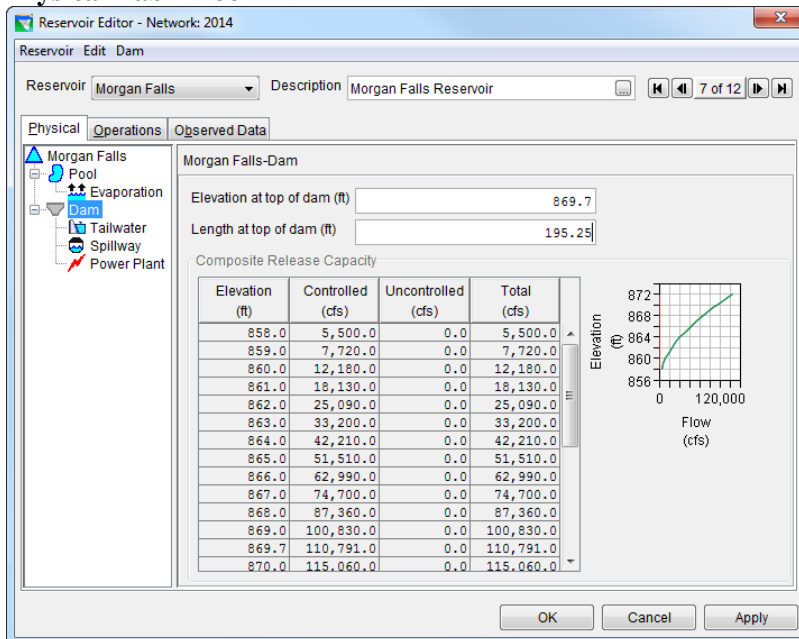 Reservoir Editor - Network: 2014
Reservoir Edit Dam
Reservoir Morgan Falls Description Morgan Falls Reservoir ... 7 of 12
Physical Operations Observed Data
Morgan Falls
Pool
Evaporation
Dam
Tailwater
Spillway
Power Plant
Morgan Falls-Dam
Elevation at top of dam (ft) 869.7
Length at top of dam (ft) 195.25
Composite Release Capacity
Elevation (ft) Controlled (cfs) Uncontrolled (cfs) Total (cfs)
858.0 5,500.0 0.0 5,500.0
859.0 7,720.0 0.0 7,720.0
860.0 12,180.0 0.0 12,180.0
861.0 18,130.0 0.0 18,130.0
862.0 25,090.0 0.0 25,090.0
863.0 33,200.0 0.0 33,200.0
864.0 42,210.0 0.0 42,210.0
865.0 51,510.0 0.0 51,510.0
866.0 62,990.0 0.0 62,990.0
867.0 74,700.0 0.0 74,700.0
868.0 87,360.0 0.0 87,360.0
869.0 100,830.0 0.0 100,830.0
869.7 110,791.0 0.0 110,791.0
870.0 115,060.0 0.0 115,060.0
Elevation
(ft)
872
868
864
860
856
0 120,000
Flow
(cfs)
OK Cancel Apply